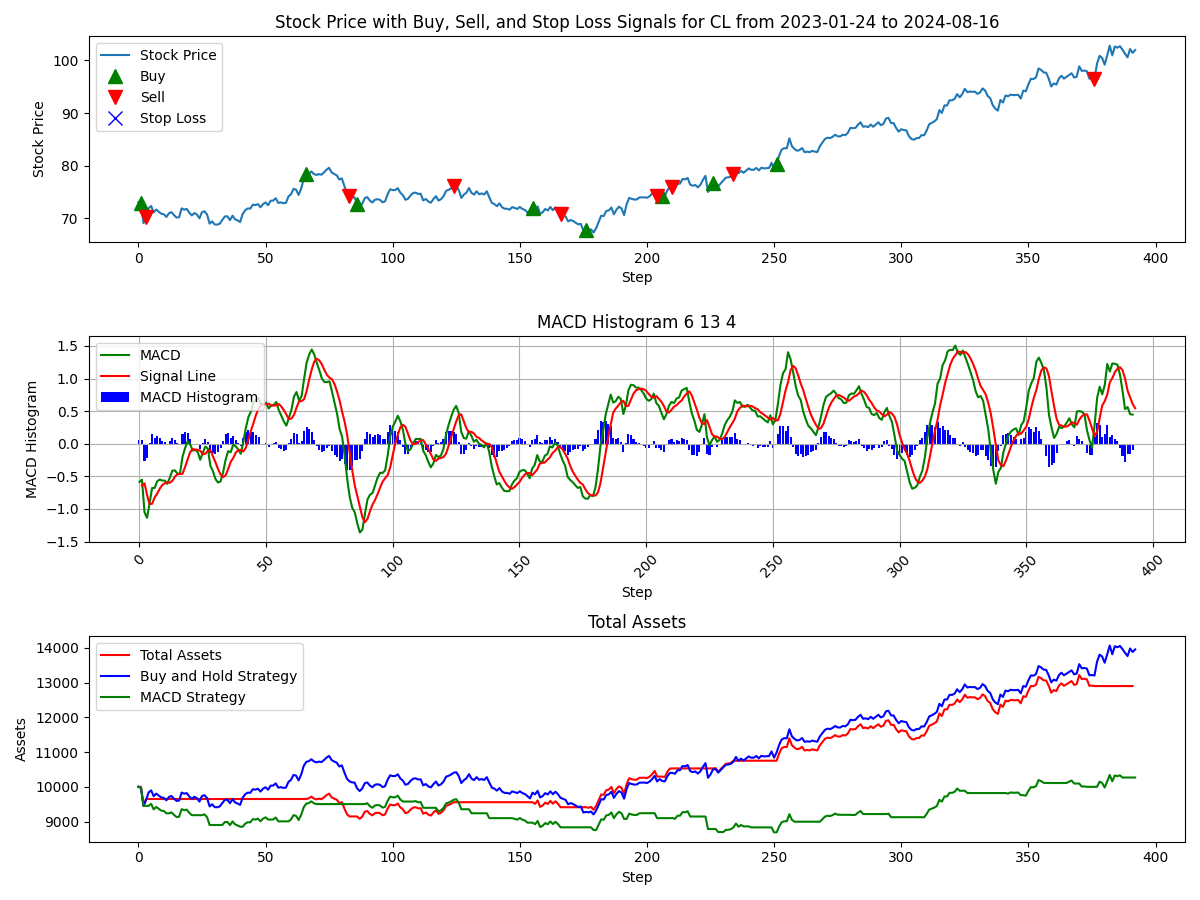 Stock Price with Buy, Sell, and Stop Loss Signals for CL from 2023-01-24 to 2024-08-16
Stock Price
Buy
Sell
Stop Loss
Stock Price
100
90
80
70
0 50 100 150 200 250 300 350 400
Step
MACD Histogram 6 13 4
MACD
Signal Line
MACD Histogram
MACD Histogram
1.5
1.0
0.5
0.0
−0.5
−1.0
−1.5
0 50 100 150 200 250 300 350 400
Step
Total Assets
Total Assets
Buy and Hold Strategy
MACD Strategy
Assets
14000
13000
12000
11000
10000
9000
0 50 100 150 200 250 300 350 400
Step